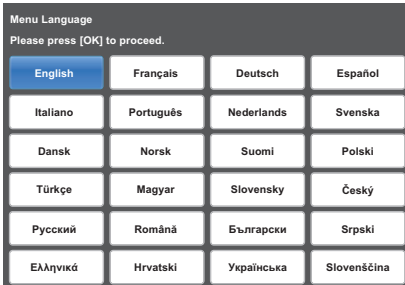 Menu Language
Please press [OK] to proceed.
English Français Deutsch Español
Italiano Português Nederlands Svenska
Dansk Norsk Suomi Polski
Türkçe Magyar Slovensky Český
Русский Română Български Srpski
Ελληνικά Hrvatski Українська Slovenščina